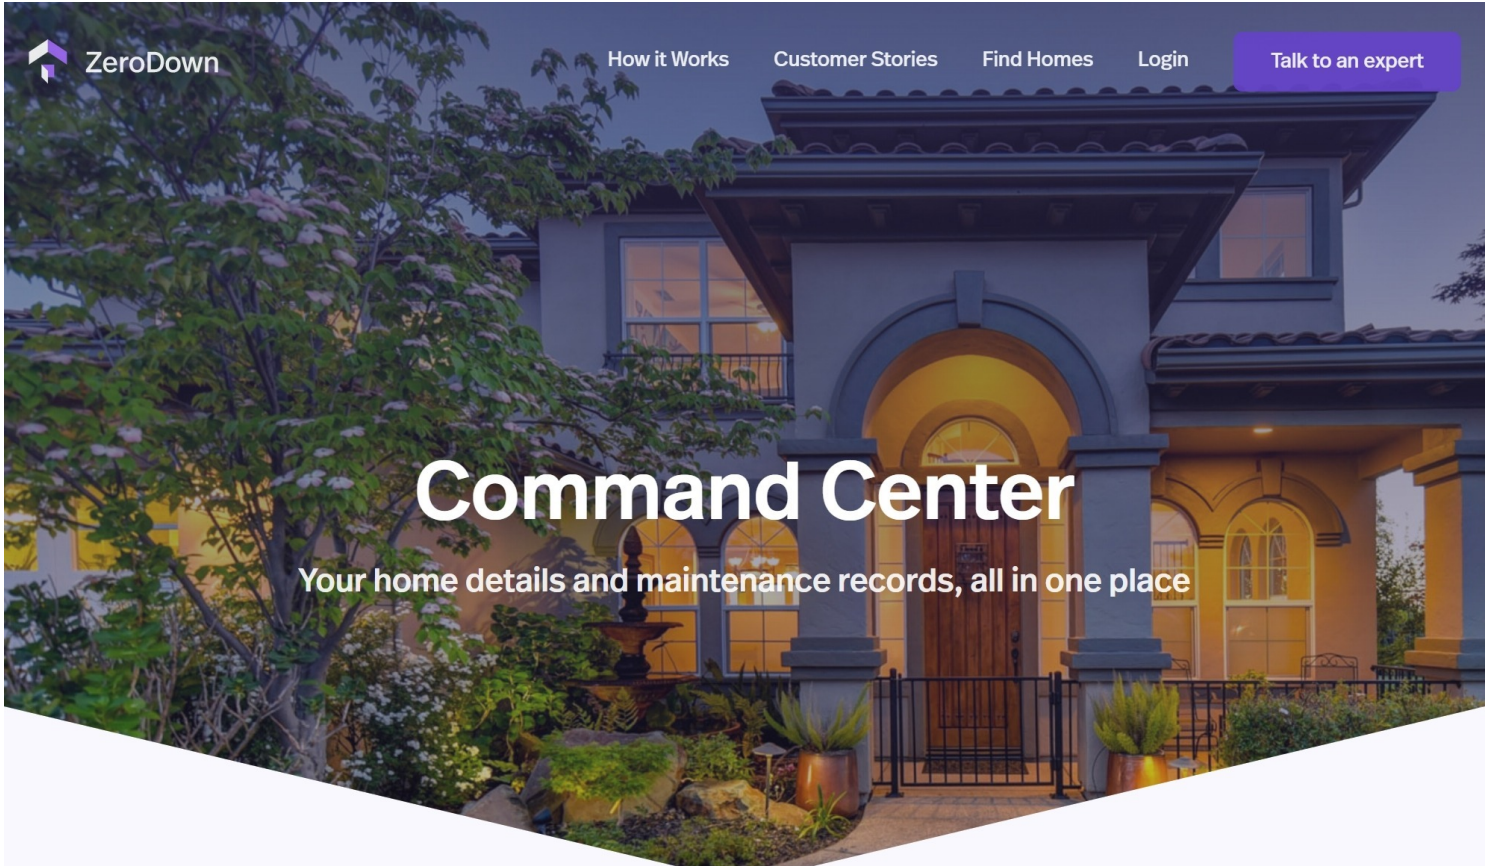 ZeroDown
How it Works
Customer Stories
Find Homes
Login
Talk to an expert
Command Center
Your home details and maintenance records, all in one place